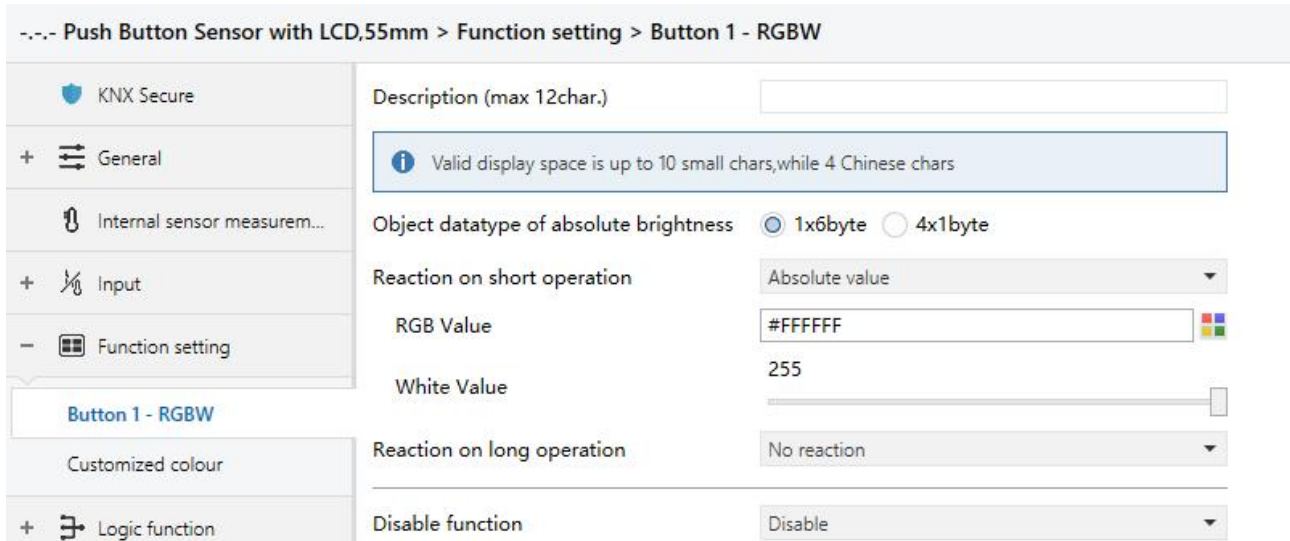 -.-.- Push Button Sensor with LCD,55mm > Function setting > Button 1 - RGBW
KNX Secure
+ General
Internal sensor measurem...
+ Input
- Function setting
Button 1 - RGBW
Customized colour
+ Logic function
Description (max 12char.)
Valid display space is up to 10 small chars,while 4 Chinese chars
Object datatype of absolute brightness 1x6byte 4x1byte
Reaction on short operation Absolute value
RGB Value #FFFFFF
White Value 255
Reaction on long operation No reaction
Disable function Disable